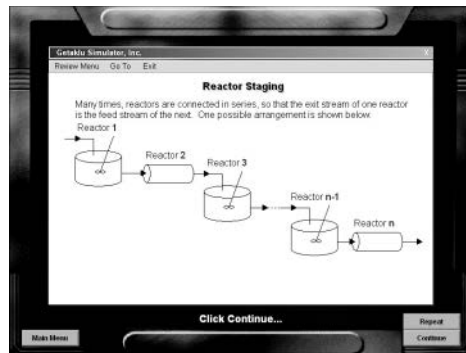 Getaklu Simulator, Inc. X
Review Menu Go To Exit
Reactor Staging
Many times, reactors are connected in series, so that the exit stream of one reactor
is the feed stream of the next. One possible arrangement is shown below.
Reactor 1
Reactor 2
Reactor 3
Reactor n-1
Reactor n
Click Continue...
Repeat
Main Menu
Continue